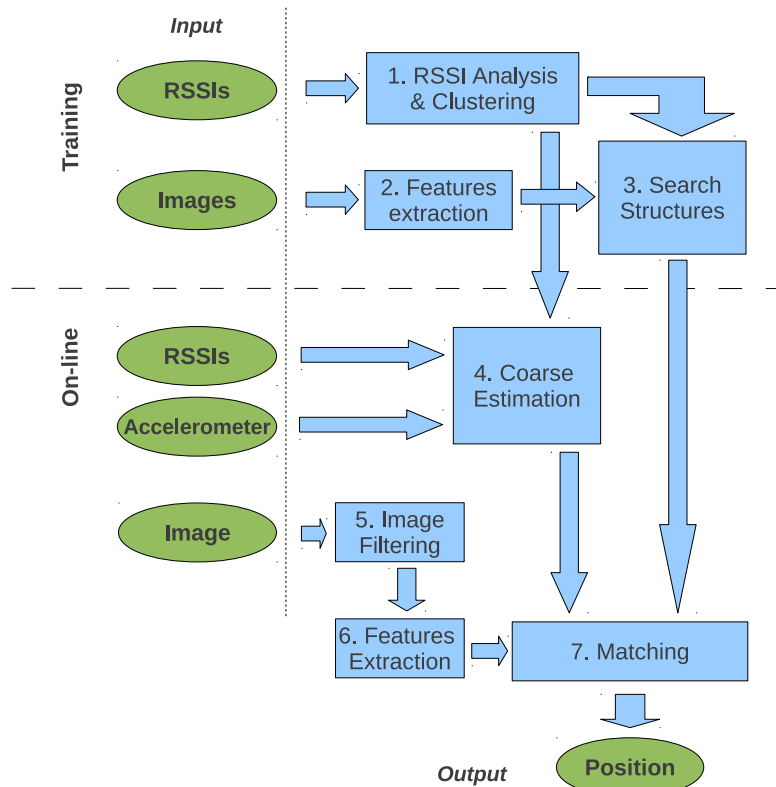 Input
Training
RSSIs
1. RSSI Analysis
& Clustering
Images
2. Features
extraction
3. Search
Structures
On-line
RSSIs
4. Coarse
Estimation
Accelerometer
Image
5. Image
Filtering
6. Features
Extraction
7. Matching
Output
Position